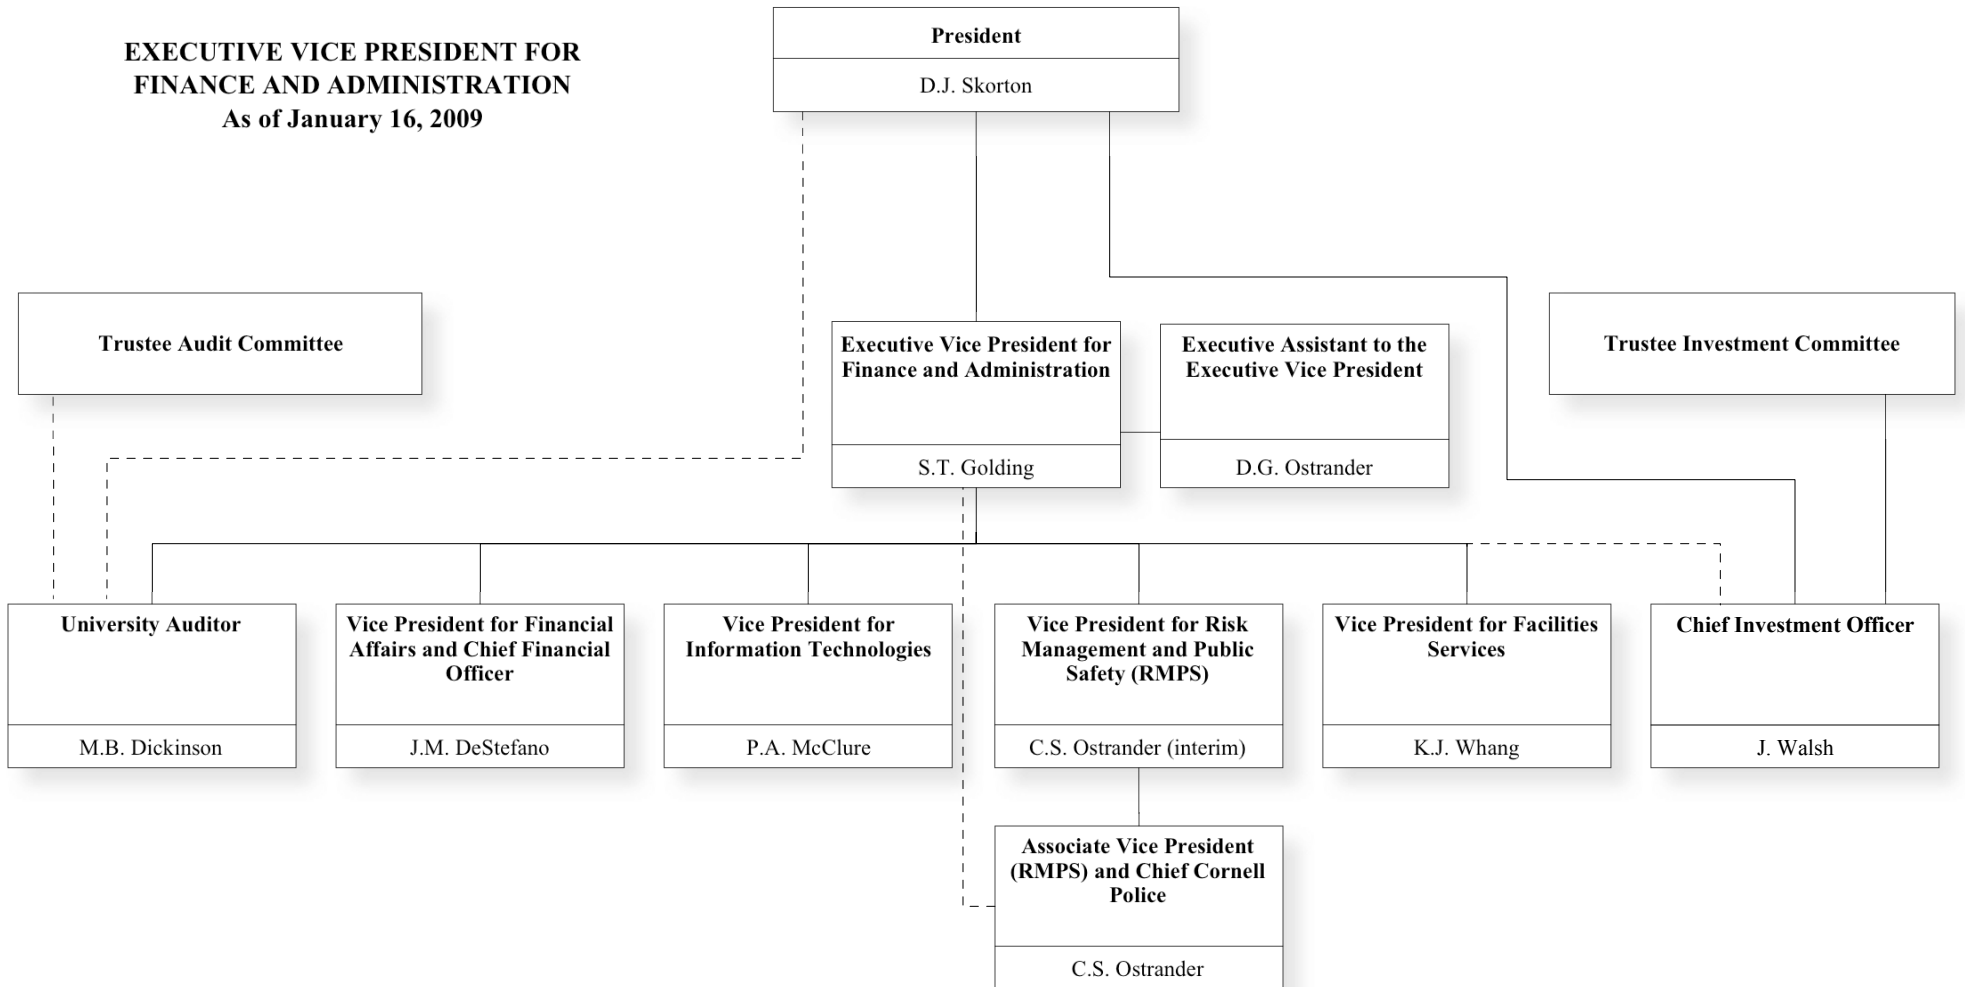 EXECUTIVE VICE PRESIDENT FOR
FINANCE AND ADMINISTRATION
As of January 16, 2009
President
D.J. Skorton
Trustee Audit Committee
Executive Vice President for
Finance and Administration
S.T. Golding
Executive Assistant to the
Executive Vice President
D.G. Ostrander
Trustee Investment Committee
University Auditor
M.B. Dickinson
Vice President for Financial
Affairs and Chief Financial
Officer
J.M. DeStefano
Vice President for
Information Technologies
P.A. McClure
Vice President for Risk
Management and Public
Safety (RMPS)
C.S. Ostrander (interim)
Vice President for Facilities
Services
K.J. Whang
Chief Investment Officer
J. Walsh
Associate Vice President
(RMPS) and Chief Cornell
Police
C.S. Ostrander